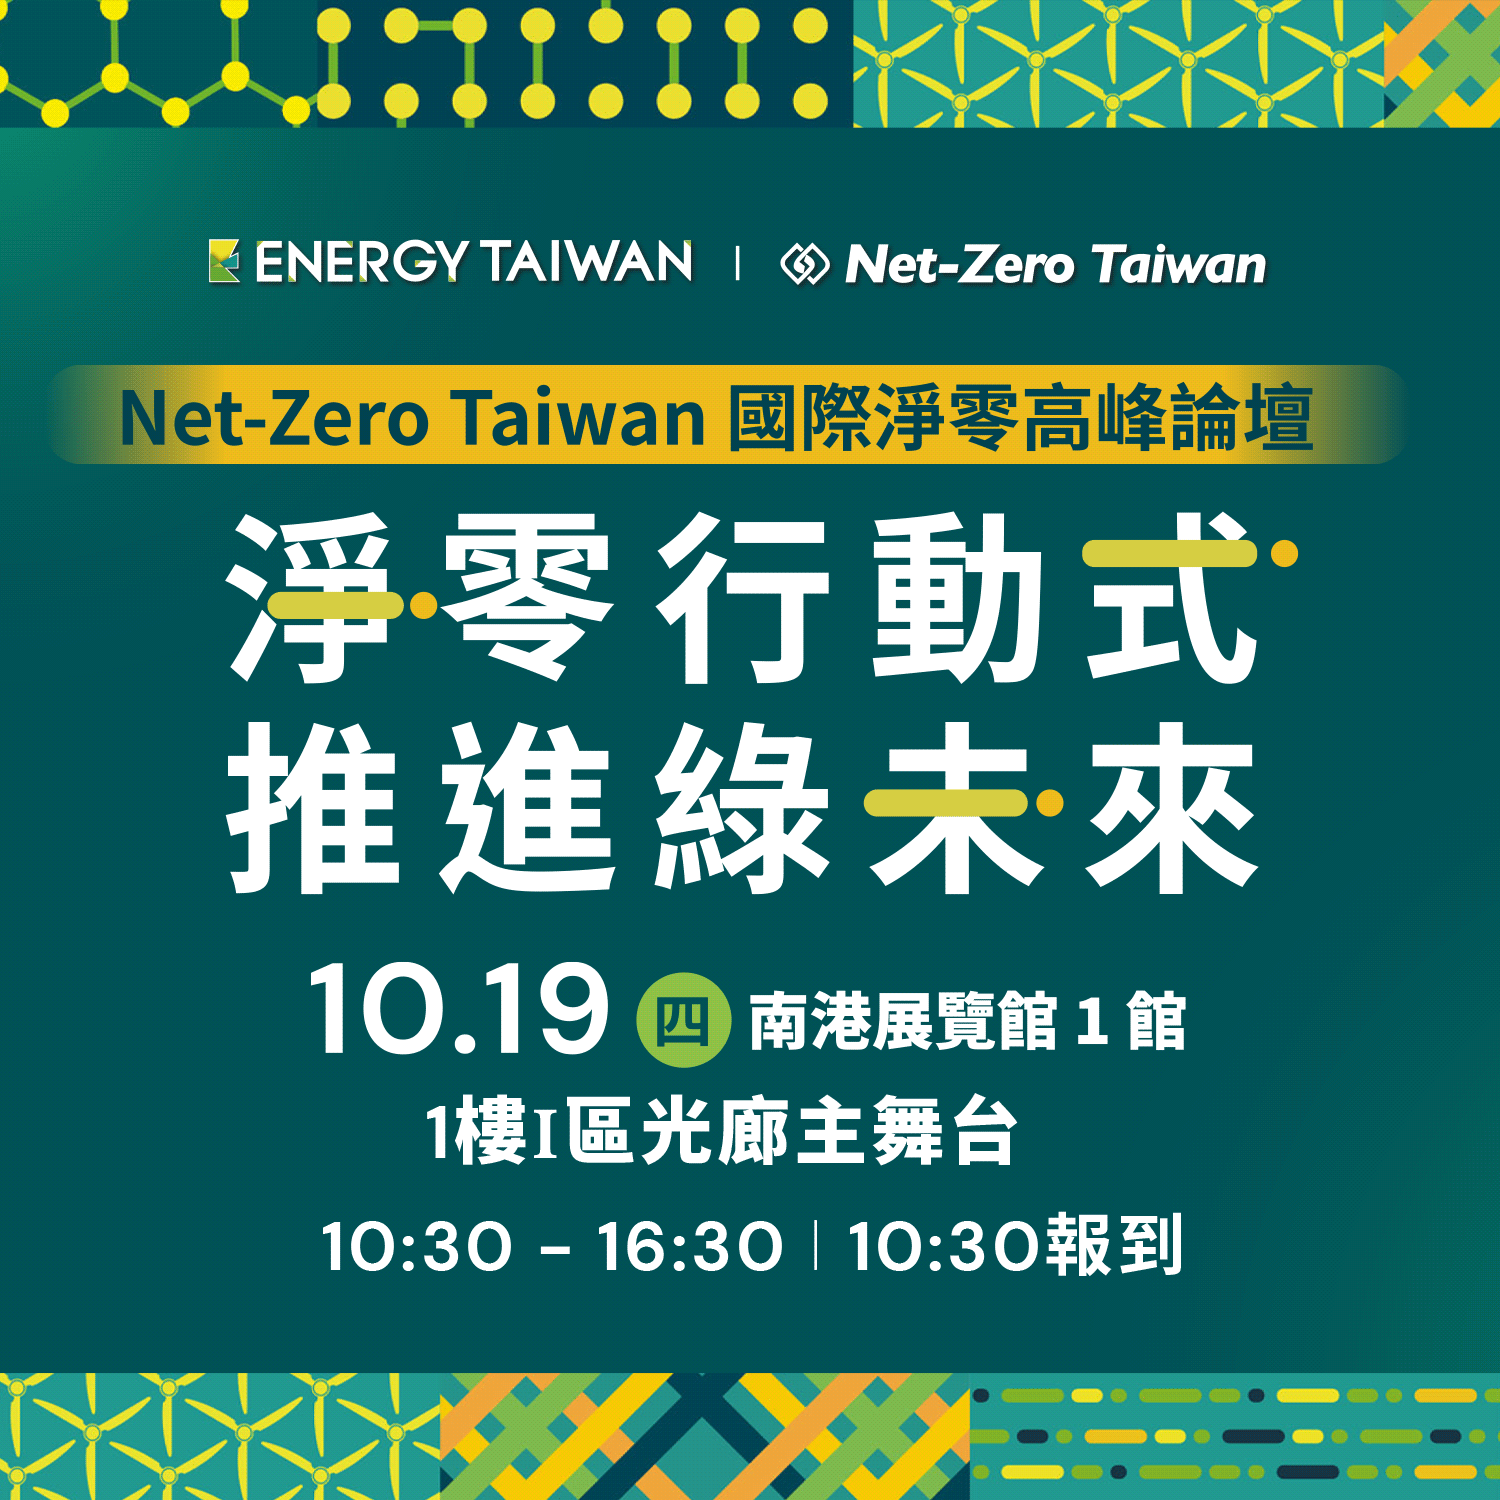 ENERGY TAIWAN | Net-Zero Taiwan
Net-Zero Taiwan 國際淨零高峰論壇
淨零行動式
推進綠未來
10.19 四 南港展覽館 1 館
1樓I區光廊主舞台
10:30 – 16:30 | 10:30報到